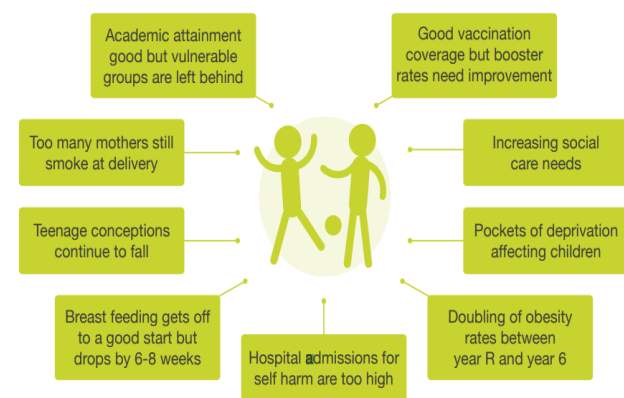 Academic attainment
good but vulnerable
groups are left behind
Good vaccination
coverage but booster
rates need improvement
Too many mothers still
smoke at delivery
Increasing social
care needs
Teenage conceptions
continue to fall
Pockets of deprivation
affecting children
Breast feeding gets off
to a good start but
drops by 6-8 weeks
Hospital admissions for
self harm are too high
Doubling of obesity
rates between
year R and year 6